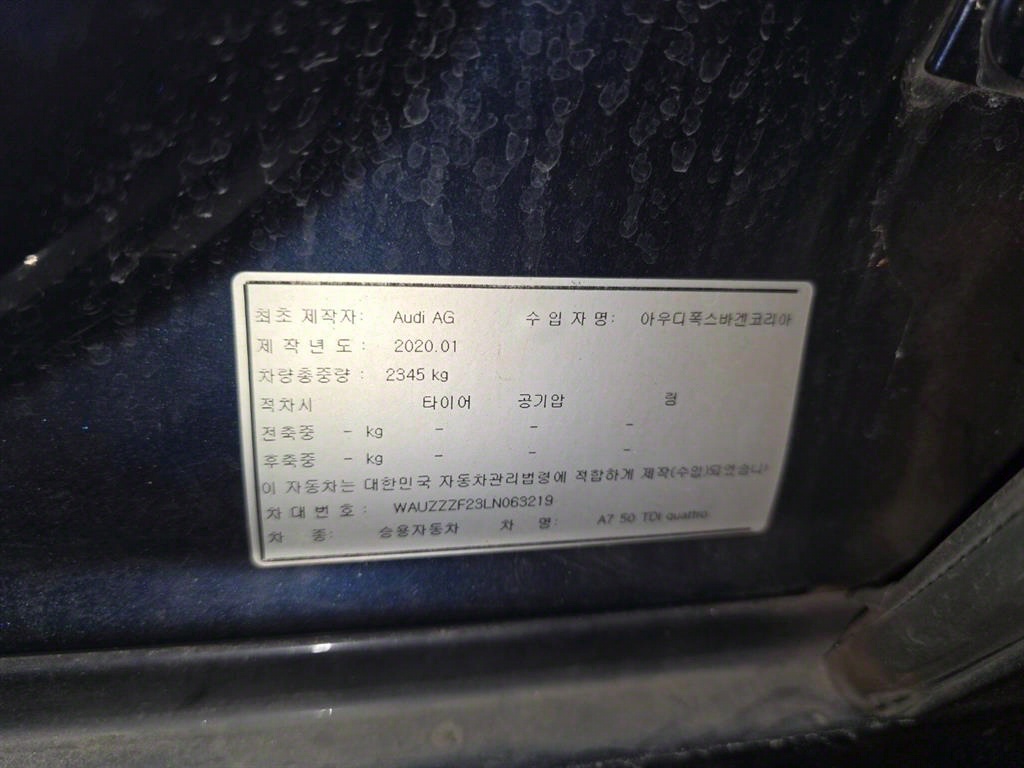 최초 제작자: Audi AG 수 입 자 명: 아우디폭스바겐코리아
제 작 년 도 : 2020.01
차량총중량 : 2345 kg
적차시 타이어 공기압 림
전축중 - kg - - -
후축중 - kg - - -
이 자동차는 대한민국 자동차관리법령에 적합하게 제작(수입)되었습니
차 대 번 호 : WAUZZZF23LN063219
차 종: 승용자동차 차 명: A7 50 TDI quattro